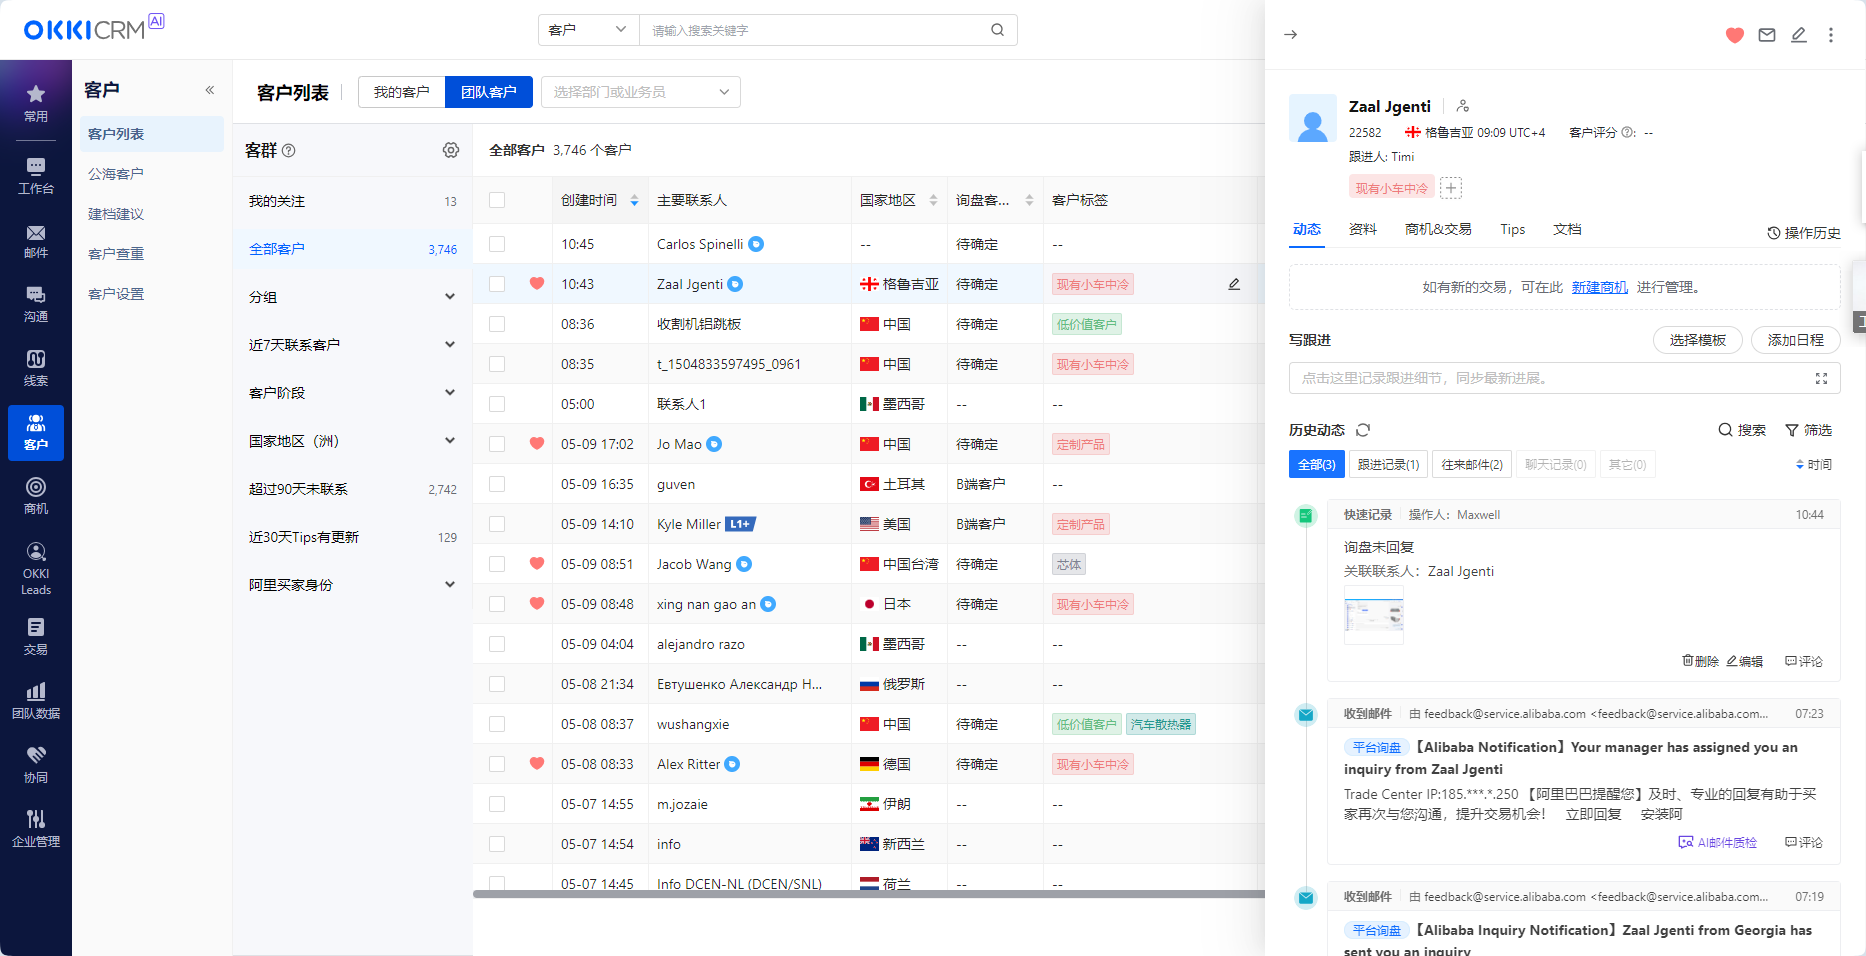 OKKICRM AI
客户
请输入搜索关键字
常用
工作台
邮件
沟通
线索
客户
商机
OKKI
Leads
交易
团队数据
协同
企业管理
客户
客户列表
公海客户
建档建议
客户查重
客户设置
客户列表
我的客户
团队客户
选择部门或业务员
客群
我的关注 13
全部客户 3,746
分组
近7天联系客户
客户阶段
国家地区（洲）
超过90天未联系 2,742
近30天Tips有更新 129
阿里买家身份
全部客户 3,746 个客户
创建时间 主要联系人 国家地区 询盘客... 客户标签
10:45 Carlos Spinelli -- 待确定 --
10:43 Zaal Jgenti 格鲁吉亚 待确定 现有小车中冷
08:36 收割机铝跳板 中国 待确定 低价值客户
08:35 t_1504833597495_0961 中国 待确定 现有小车中冷
05:00 联系人1 墨西哥 -- --
05-09 17:02 Jo Mao 中国 待确定 定制产品
05-09 16:35 guven 土耳其 B端客户 --
05-09 14:10 Kyle Miller L1+ 美国 B端客户 定制产品
05-09 08:51 Jacob Wang 中国台湾 待确定 芯体
05-09 08:48 xing nan gao an 日本 待确定 现有小车中冷
05-09 04:04 alejandro razo 墨西哥 -- --
05-08 21:34 Евтушенко Александр Н... 俄罗斯 -- --
05-08 08:37 wushangxie 中国 待确定 低价值客户 汽车散热器
05-08 08:33 Alex Ritter 德国 待确定 现有小车中冷
05-07 14:55 m.jozaie 伊朗 -- --
05-07 14:54 info 新西兰 -- --
05-07 14:45 Info DCEN-NL (DCEN/SNL) 荷兰 -- --
Zaal Jgenti
22582 格鲁吉亚 09:09 UTC+4 客户评分 : --
跟进人: Timi
现有小车中冷
动态 资料 商机&交易 Tips 文档 操作历史
如有新的交易，可在此 新建商机 进行管理。
写跟进 选择模板 添加日程
点击这里记录跟进细节，同步最新进展。
历史动态 搜索 筛选
全部(3) 跟进记录(1) 往来邮件(2) 聊天记录(0) 其它(0) 时间
快速记录 操作人：Maxwell 10:44
询盘未回复
关联联系人：Zaal Jgenti
删除 编辑 评论
收到邮件 由 feedback@service.alibaba.com <feedback@service.alibaba.com... 07:23
平台询盘 【Alibaba Notification】Your manager has assigned you an
inquiry from Zaal Jgenti
Trade Center IP:185.***.*.250 【阿里巴巴提醒您】及时、专业的回复有助于买
家再次与您沟通，提升交易机会！ 立即回复 安装阿
AI邮件质检 评论
收到邮件 由 feedback@service.alibaba.com <feedback@service.alibaba.com... 07:19
平台询盘 【Alibaba Inquiry Notification】Zaal Jgenti from Georgia has
sent you an inquiry